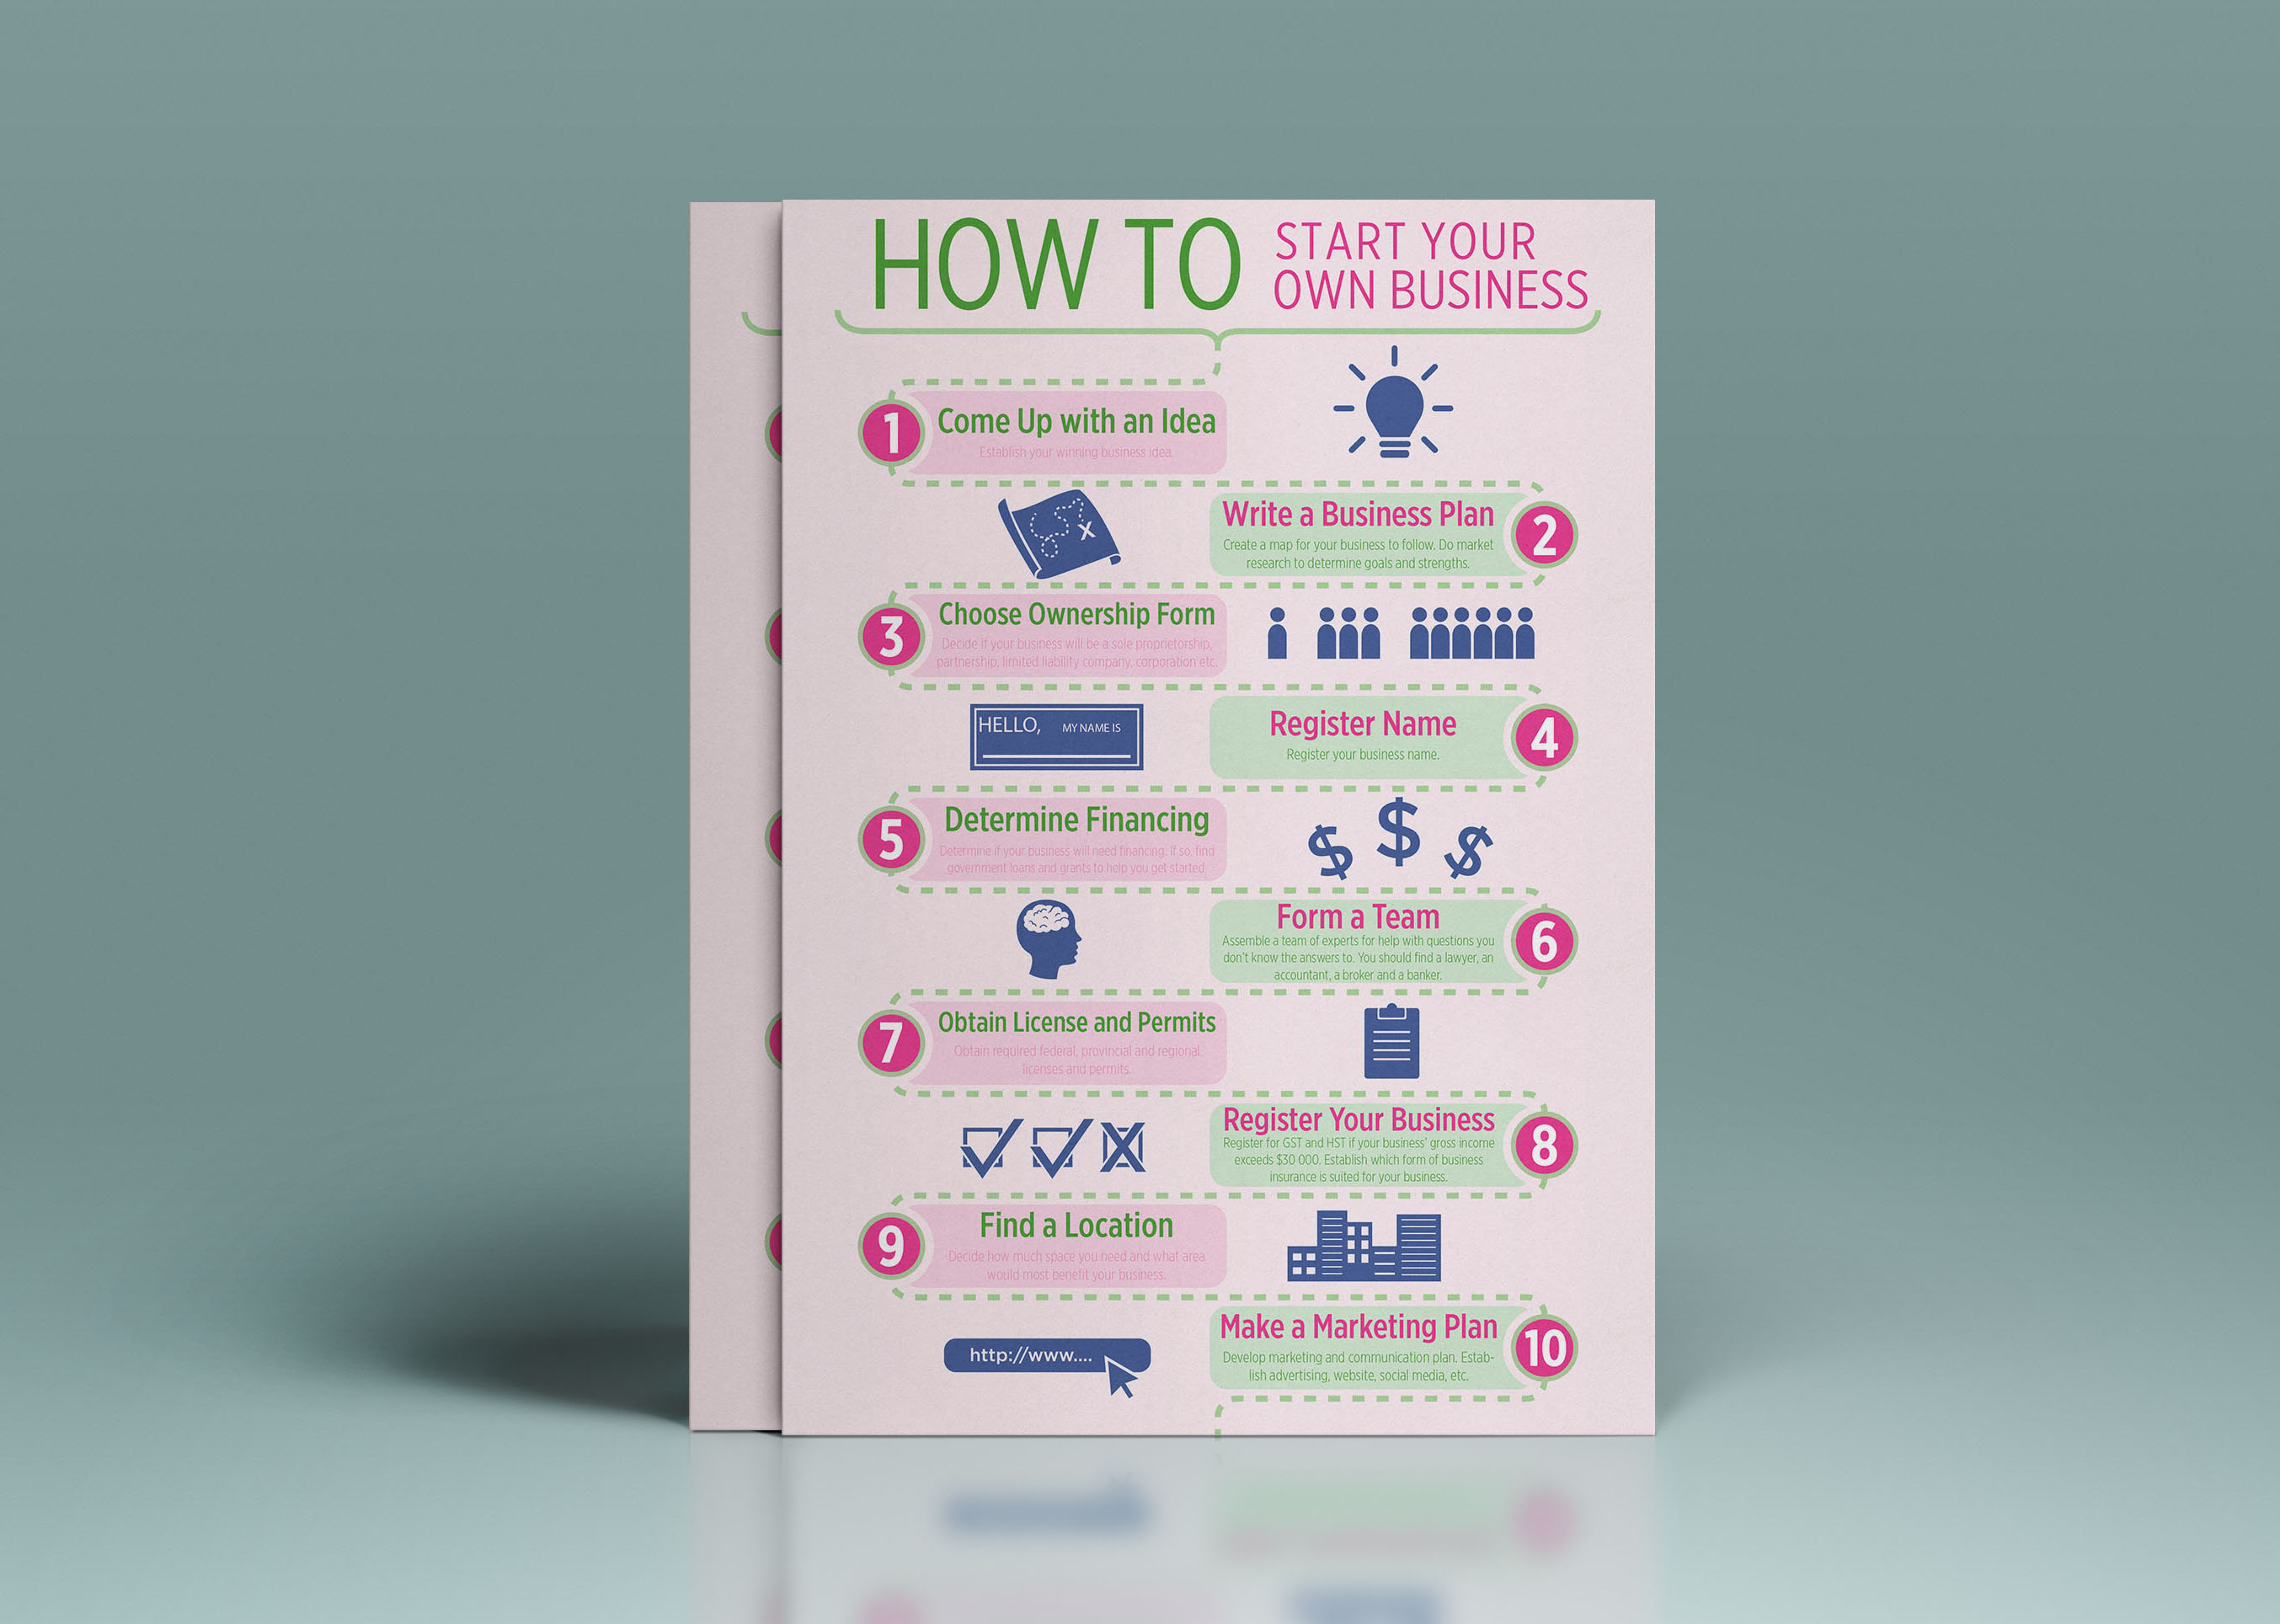 HOW TO
START YOUR
OWN BUSINESS
1
Come Up with an Idea
Establish your winning business idea.
Write a Business Plan
Create a map for your business to follow. Do market
research to determine goals and strengths.
2
X
3
Choose Ownership Form
Decide if your business will be a sole proprietorship,
partnership, limited liability company, corporation etc.
HELLO, MY NAME IS
Register Name
Register your business name.
4
5
Determine Financing
Determine if your business will need financing. If so, find
government loans and grants to help you get started.
$ $ $
Form a Team
Assemble a team of experts for help with questions you
don't know the answers to. You should find a lawyer, an
accountant, a broker and a banker.
6
7
Obtain License and Permits
Obtain required federal, provincial and regional
licenses and permits.
Register Your Business
Register for GST and HST if your business' gross income
exceeds $30 000. Establish which form of business
insurance is suited for your business.
8
9
Find a Location
Decide how much space you need and what area
would most benefit your business.
http://www....
Make a Marketing Plan
Develop marketing and communication plan. Estab-
lish advertising, website, social media, etc.
10